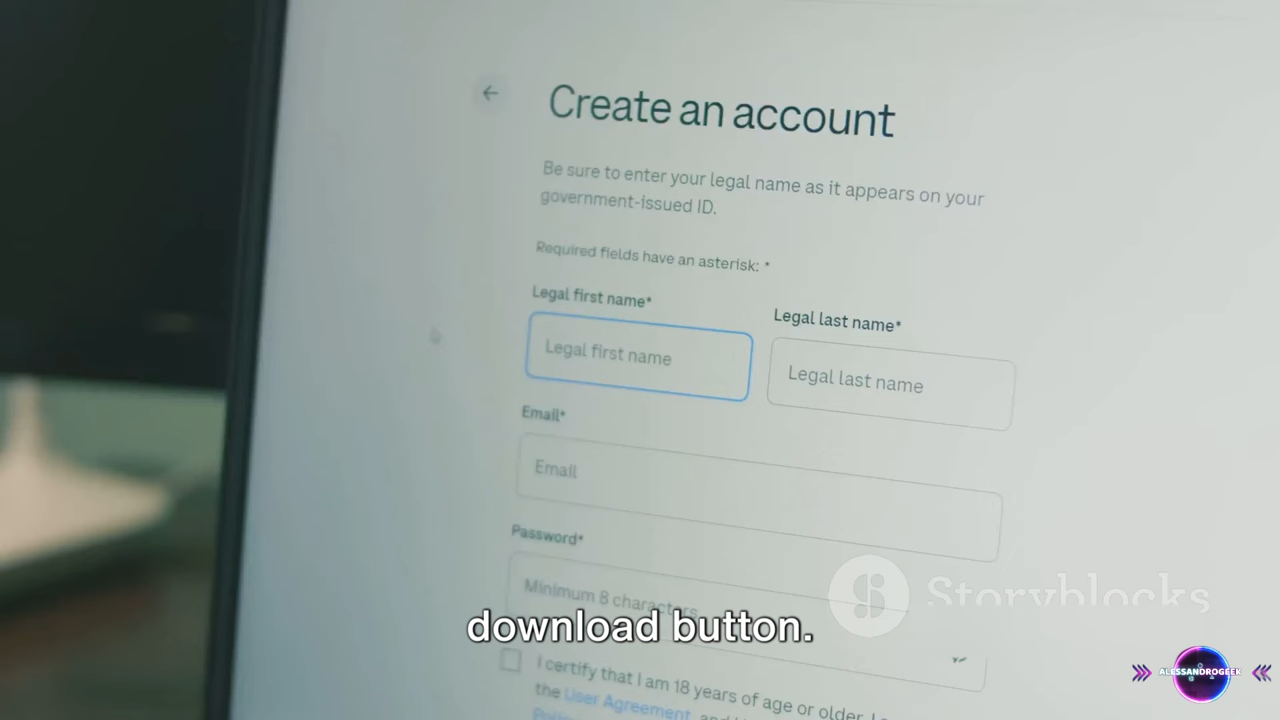 Create an account
Be sure to enter your legal name as it appears on your
government-issued ID.
Required fields have an asterisk: *
Legal first name*
Legal last name*
Legal first name
Legal last name
Email*
Email
Password*
Minimum 8 characters
download button.
Storyblocks
I certify that I am 18 years of age or older, I
the User Agreement, and
ALESSANDROGEEK